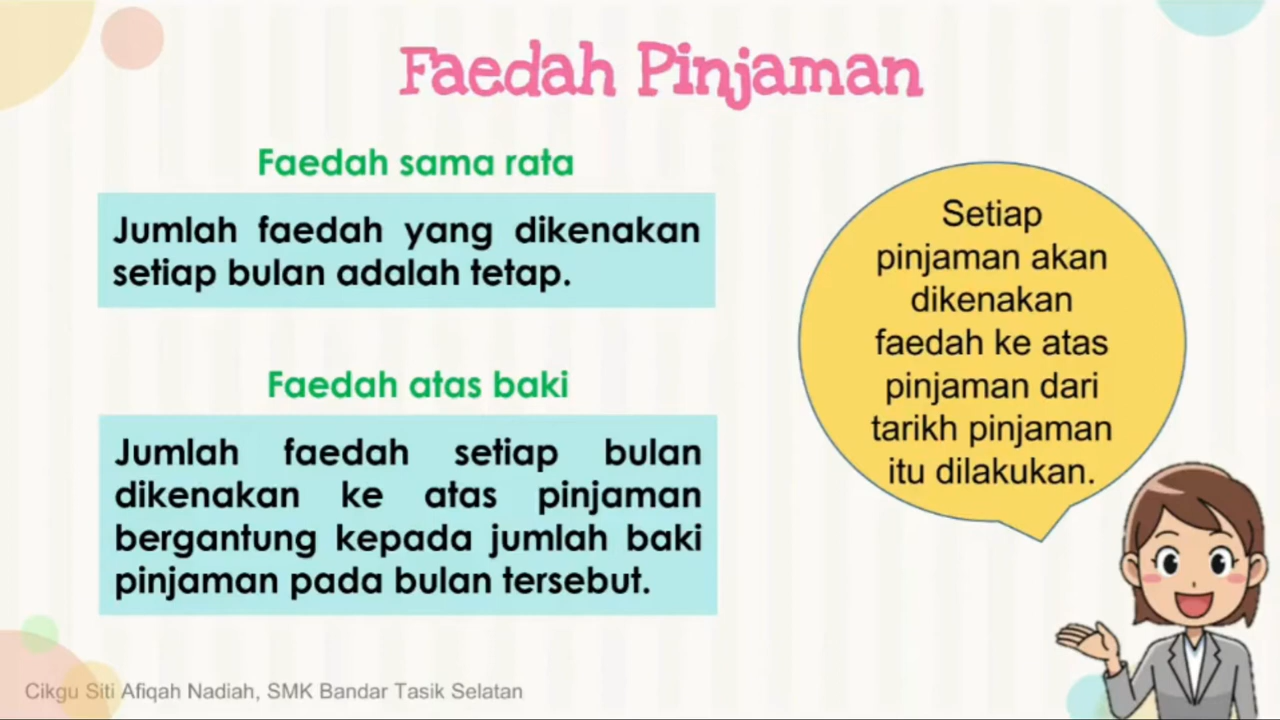 Faedah Pinjaman
Faedah sama rata
Jumlah faedah yang dikenakan
setiap bulan adalah tetap.
Faedah atas baki
Jumlah faedah setiap bulan
dikenakan ke atas pinjaman
bergantung kepada jumlah baki
pinjaman pada bulan tersebut.
Setiap
pinjaman akan
dikenakan
faedah ke atas
pinjaman dari
tarikh pinjaman
itu dilakukan.
Cikgu Siti Afiqah Nadiah, SMK Bandar Tasik Selatan